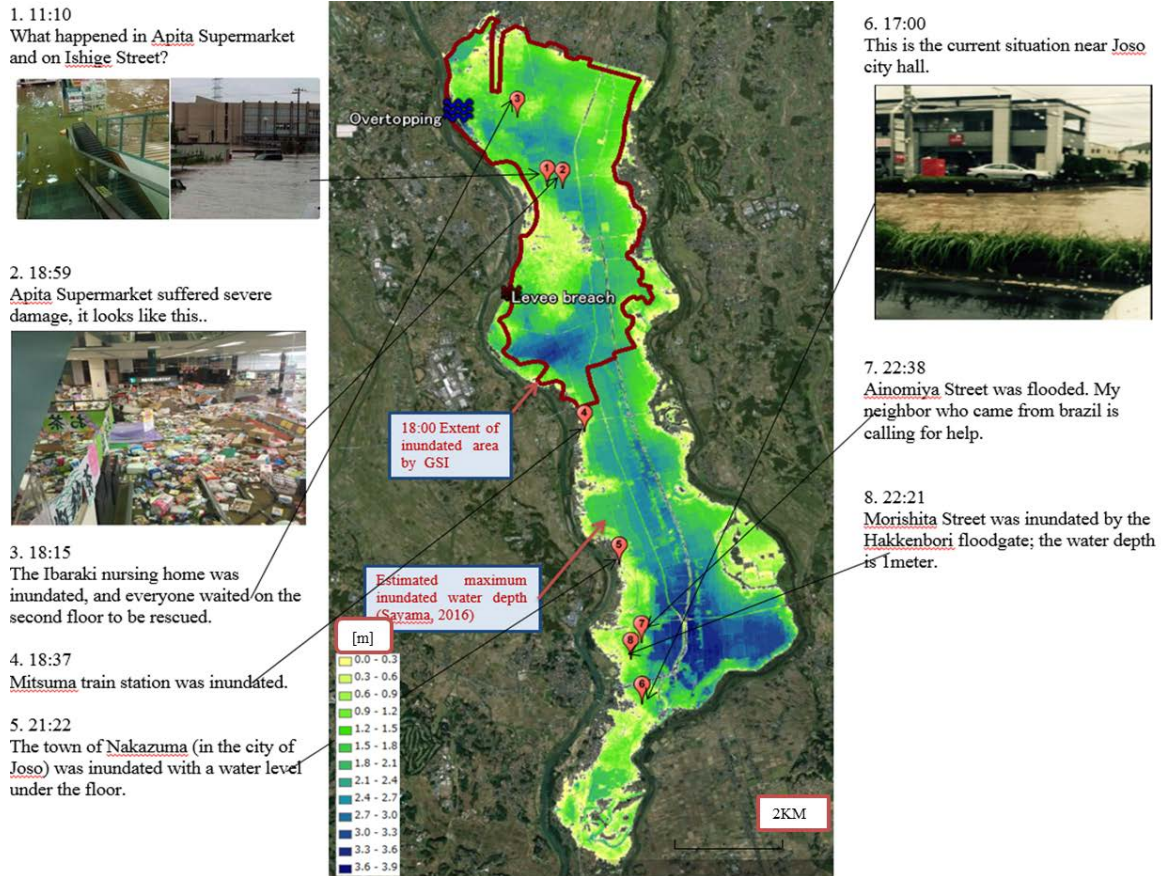 1. 11:10
What happened in Apita Supermarket
and on Ishige Street?
2. 18:59
Apita Supermarket suffered severe
damage, it looks like this..
3. 18:15
The Ibaraki nursing home was
inundated, and everyone waited on the
second floor to be rescued.
4. 18:37
Mitsuma train station was inundated.
5. 21:22
The town of Nakazuma (in the city of
Joso) was inundated with a water level
under the floor.
Overtopping
3
1
2
Levee breach
4
18:00 Extent of
inundated area
by GSI
5
Estimated maximum
inundated water depth
(Sayama, 2016)
7
8
6
[m]
0.0 - 0.3
0.3 - 0.6
0.6 - 0.9
0.9 - 1.2
1.2 - 1.5
1.5 - 1.8
1.8 - 2.1
2.1 - 2.4
2.4 - 2.7
2.7 - 3.0
3.0 - 3.3
3.3 - 3.6
3.6 - 3.9
2KM
6. 17:00
This is the current situation near Joso
city hall.
7. 22:38
Ainomiya Street was flooded. My
neighbor who came from brazil is
calling for help.
8. 22:21
Morishita Street was inundated by the
Hakkenbori floodgate; the water depth
is 1meter.